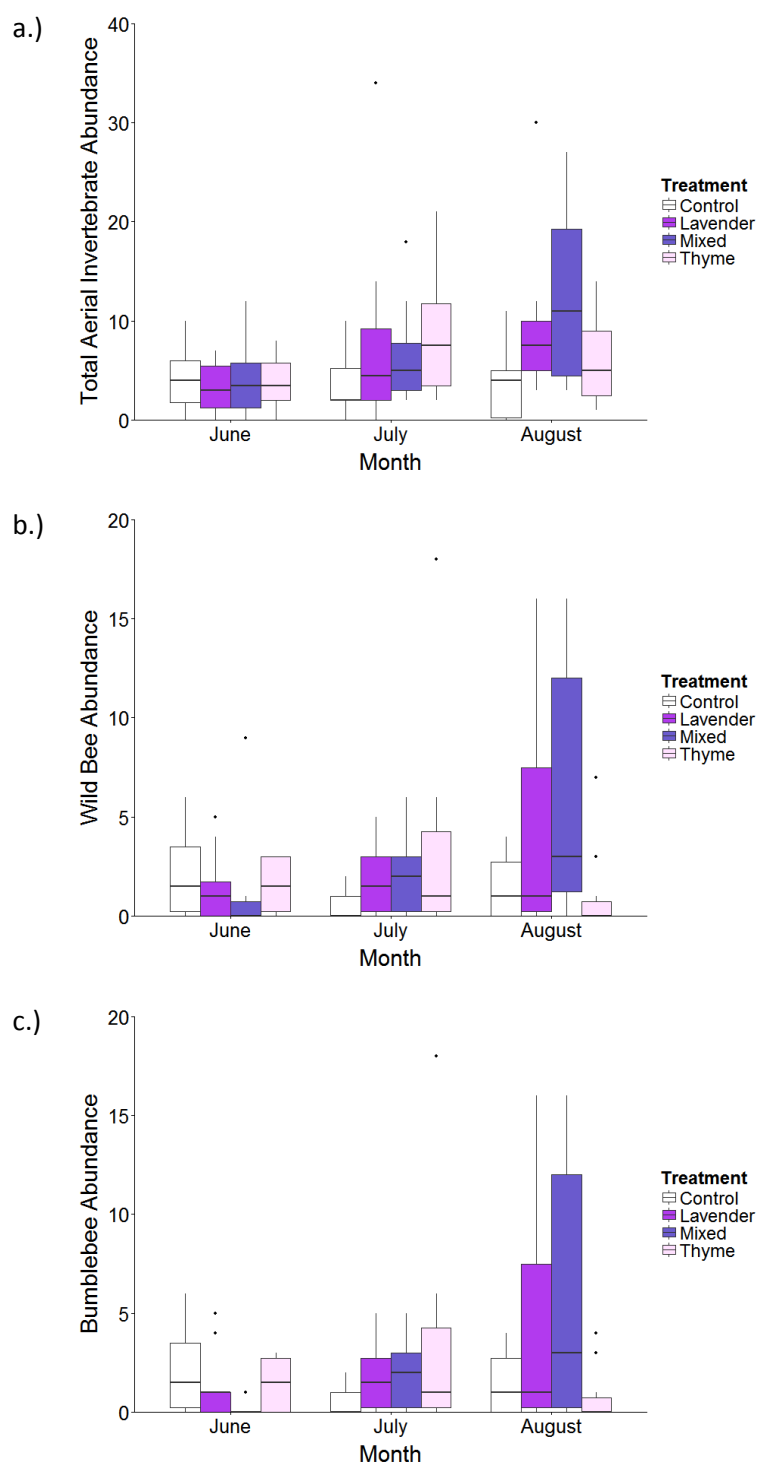 a.)
Total Aerial Invertebrate Abundance
40
30
20
10
0
June July August
Month
Treatment
Control
Lavender
Mixed
Thyme
b.)
Wild Bee Abundance
20
15
10
5
0
June July August
Month
Treatment
Control
Lavender
Mixed
Thyme
c.)
Bumblebee Abundance
20
15
10
5
0
June July August
Month
Treatment
Control
Lavender
Mixed
Thyme